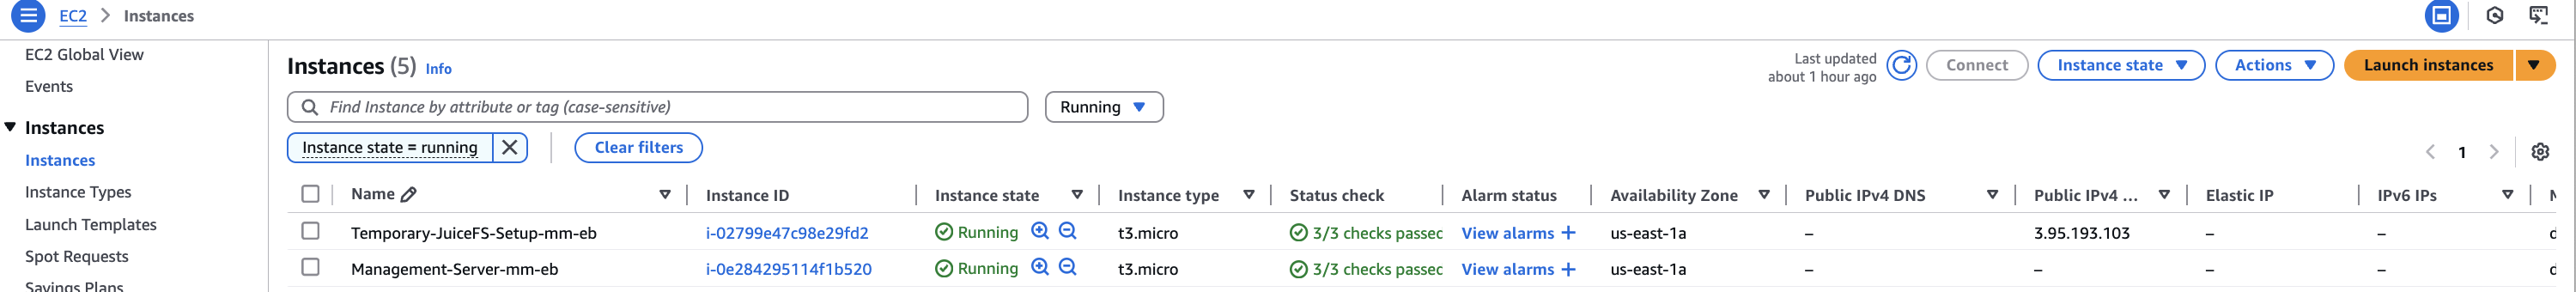 EC2 > Instances
EC2 Global View
Events
Instances
Instances
Instance Types
Launch Templates
Spot Requests
Savings Plans
Instances (5) Info
Last updated
about 1 hour ago
Connect
Instance state
Actions
Launch instances
Find Instance by attribute or tag (case-sensitive)
Running
Instance state = running
Clear filters
1
Name Instance ID Instance state Instance type Status check Alarm status Availability Zone Public IPv4 DNS Public IPv4 ... Elastic IP IPv6 IPs
Temporary-JuiceFS-Setup-mm-eb i-02799e47c98e29fd2 Running t3.micro 3/3 checks passec View alarms + us-east-1a – 3.95.193.103 – –
Management-Server-mm-eb i-0e284295114f1b520 Running t3.micro 3/3 checks passec View alarms + us-east-1a – – – –